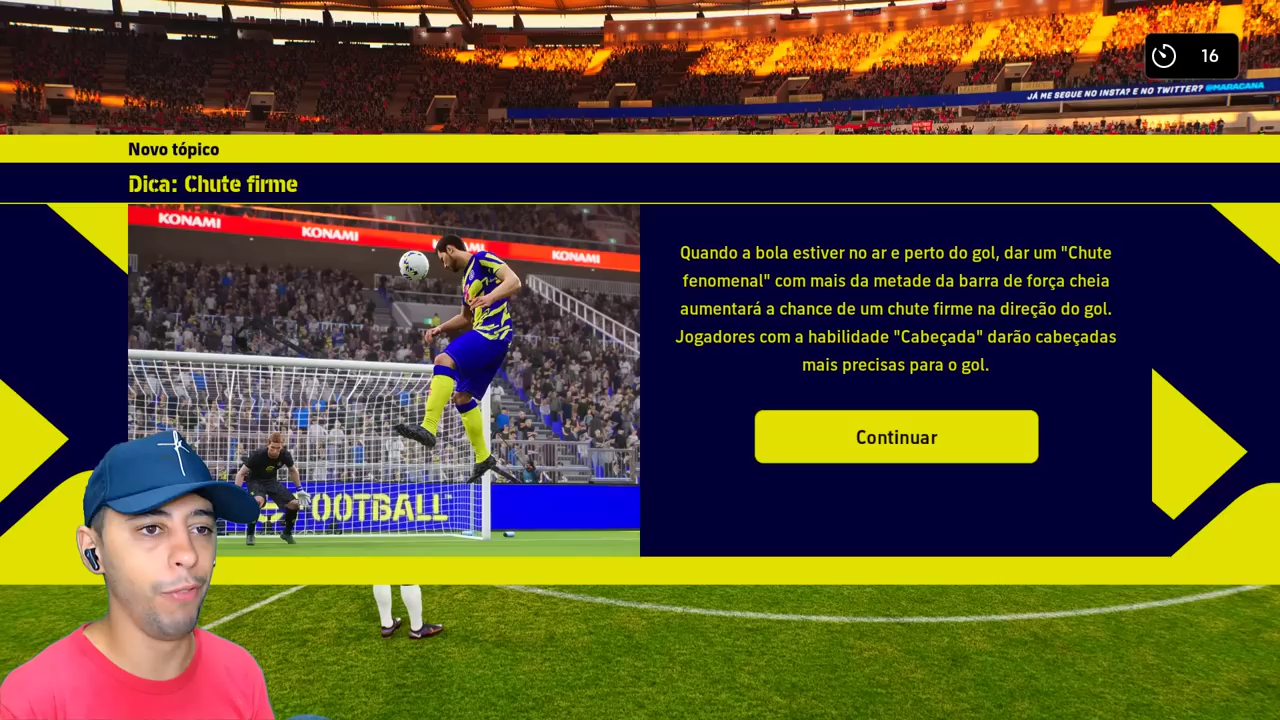 16
JÁ ME SEGUE NO INSTA? E NO TWITTER? @MARACANA
Novo tópico
Dica: Chute firme
KONAMI
KONAMI
KONAMI
Quando a bola estiver no ar e perto do gol, dar um "Chute
fenomenal" com mais da metade da barra de força cheia
aumentará a chance de um chute firme na direção do gol.
Jogadores com a habilidade "Cabeçada" darão cabeçadas
mais precisas para o gol.
Continuar
FOOTBALL